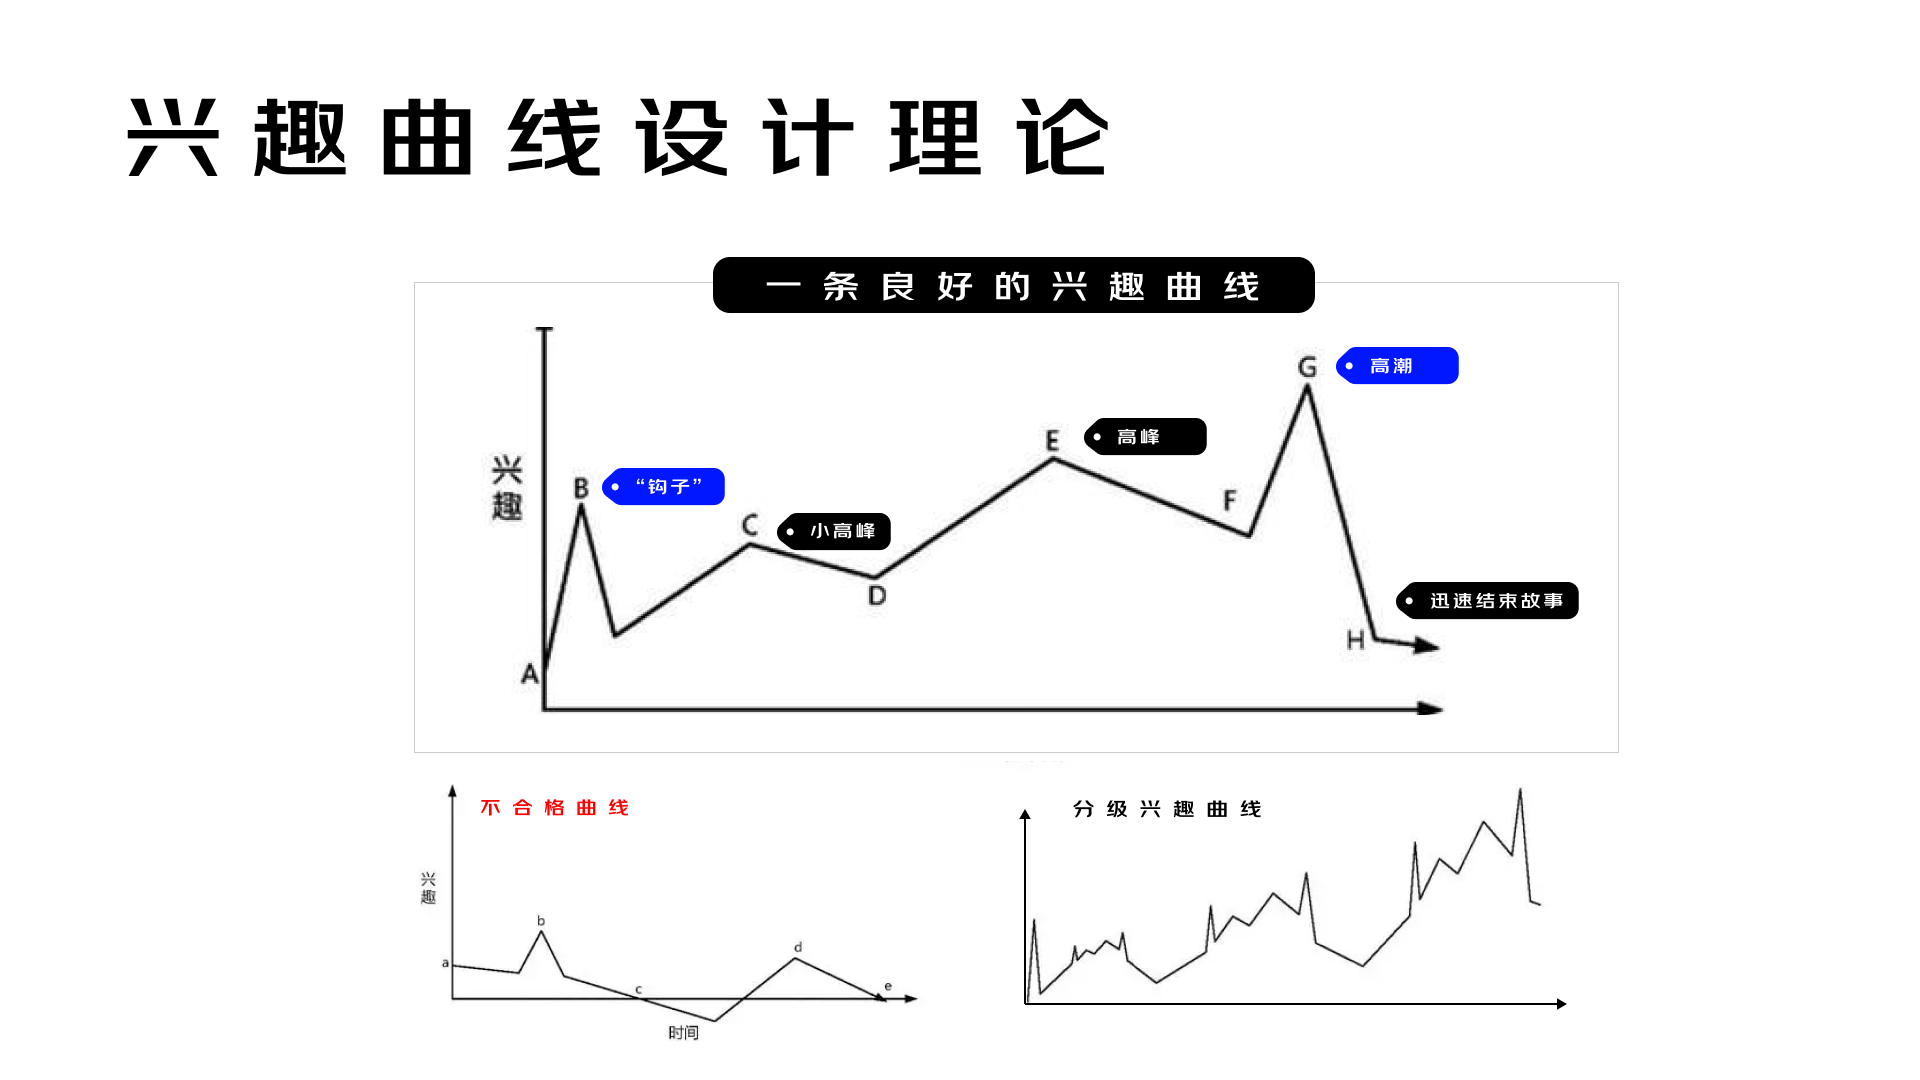 兴趣曲线设计理论
一条良好的兴趣曲线
G
高潮
E
高峰
兴趣
B
“钩子”
F
C
小高峰
D
迅速结束故事
H
A
不合格曲线
分级兴趣曲线
兴趣
b
d
a
c
e
时间